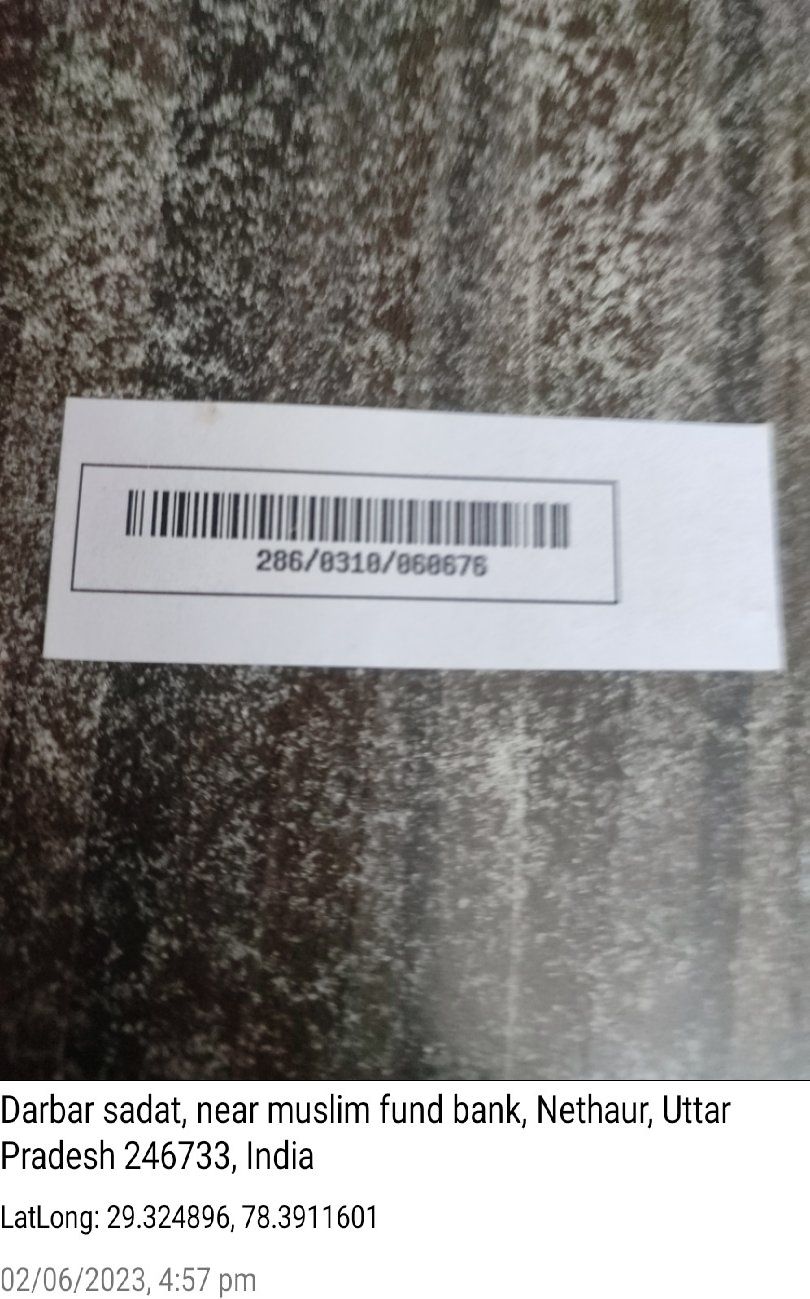 286/0310/060676
Darbar sadat, near muslim fund bank, Nethaur, Uttar
Pradesh 246733, India
LatLong: 29.324896, 78.3911601
02/06/2023, 4:57 pm